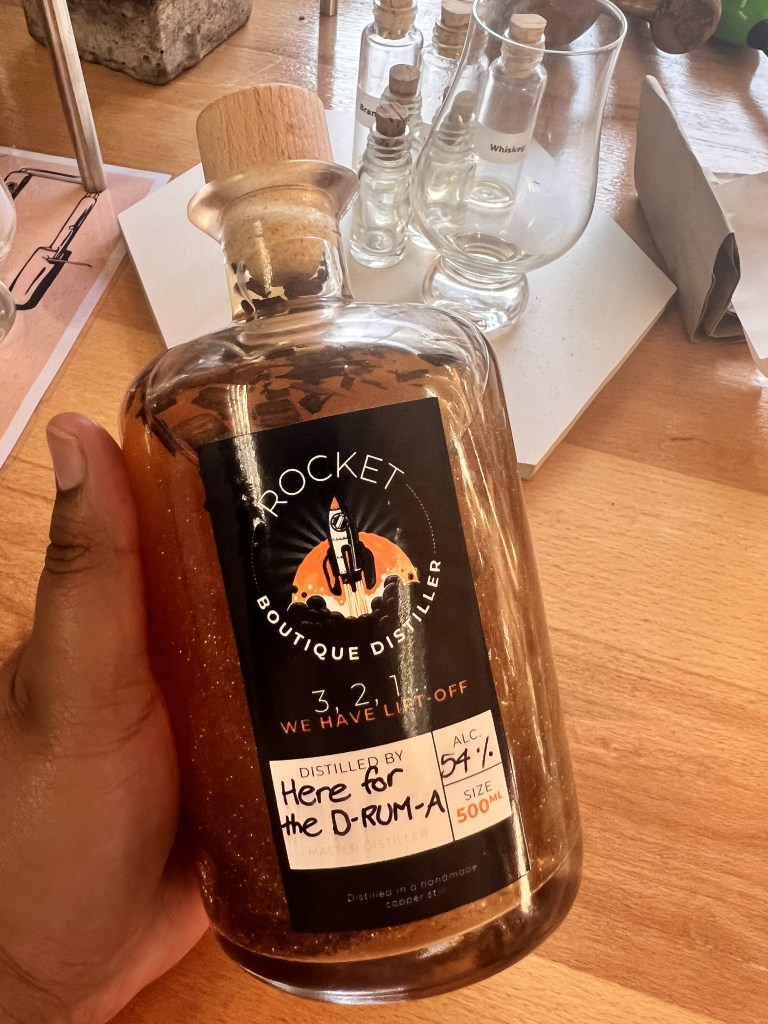 Bran
Whiskey
ROCKET
BOUTIQUE DISTILLER
3, 2, 1...
WE HAVE LIFT-OFF
DISTILLED BY
Here for
the D-RUM-A
MASTER DISTILLER
ALC.
54%
SIZE
500ML
Distilled in a handmade
copper still